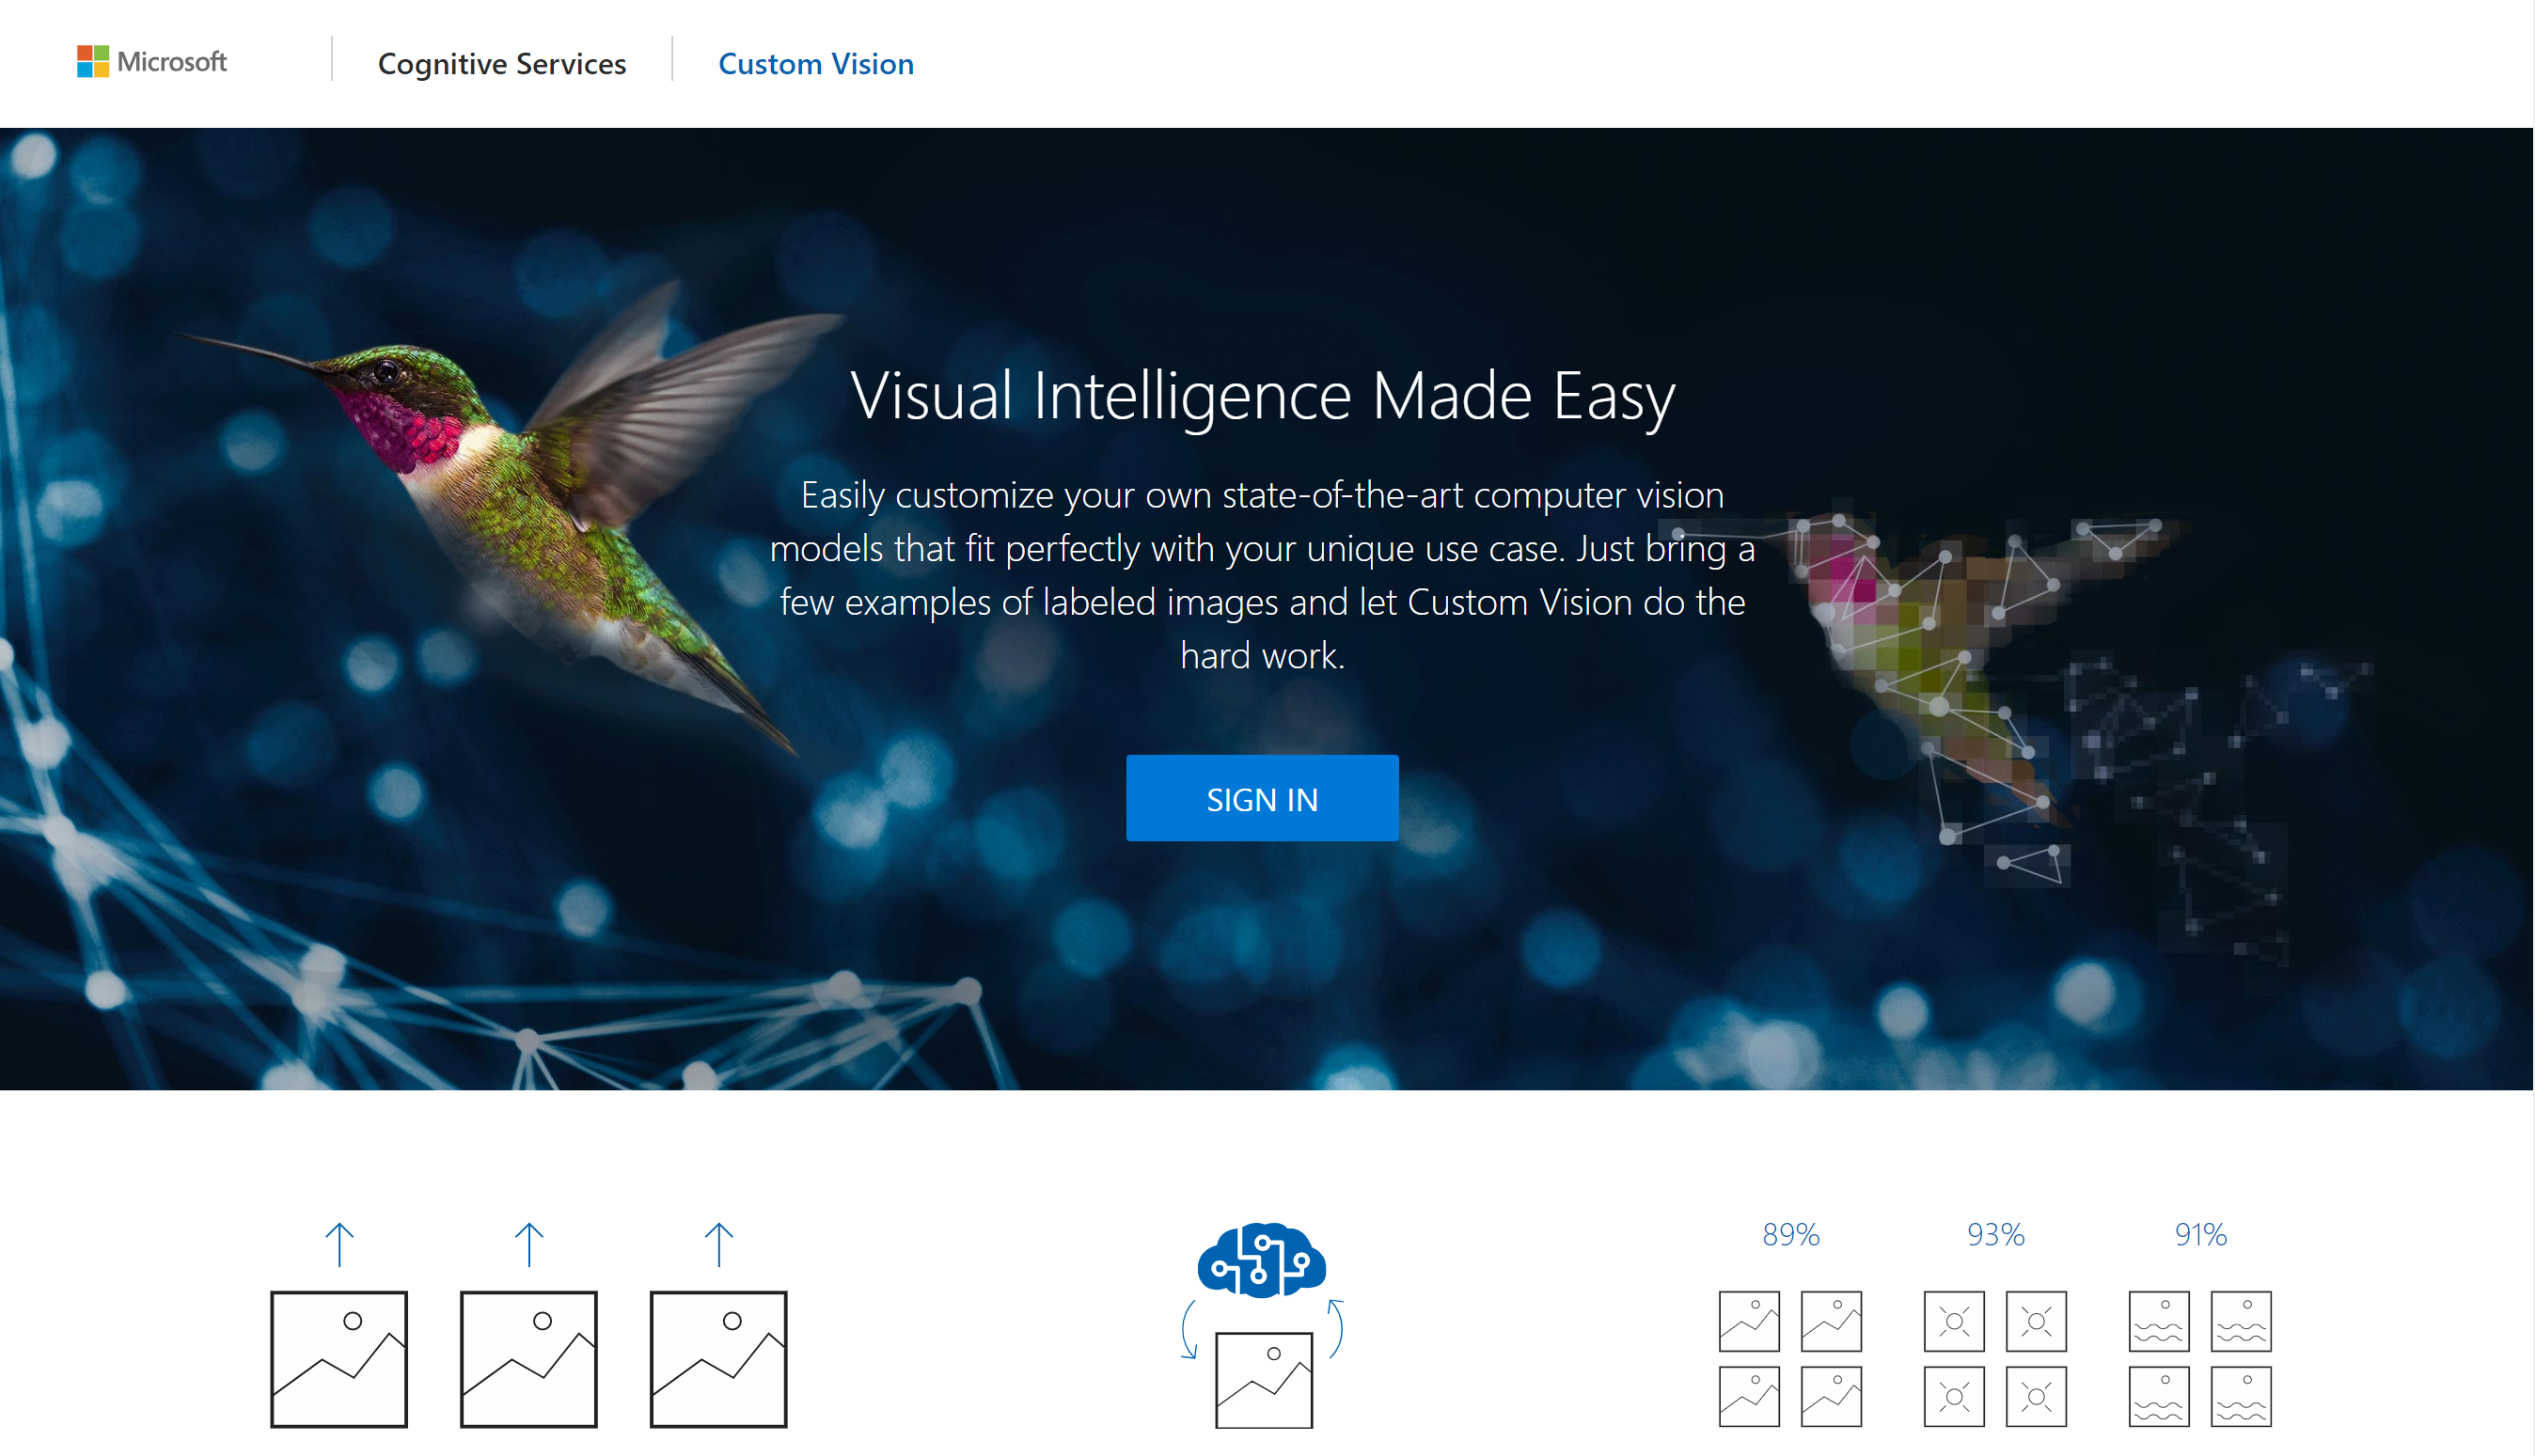 Microsoft
Cognitive Services
Custom Vision
Visual Intelligence Made Easy
Easily customize your own state-of-the-art computer vision
models that fit perfectly with your unique use case. Just bring a
few examples of labeled images and let Custom Vision do the
hard work.
SIGN IN
89%
93%
91%